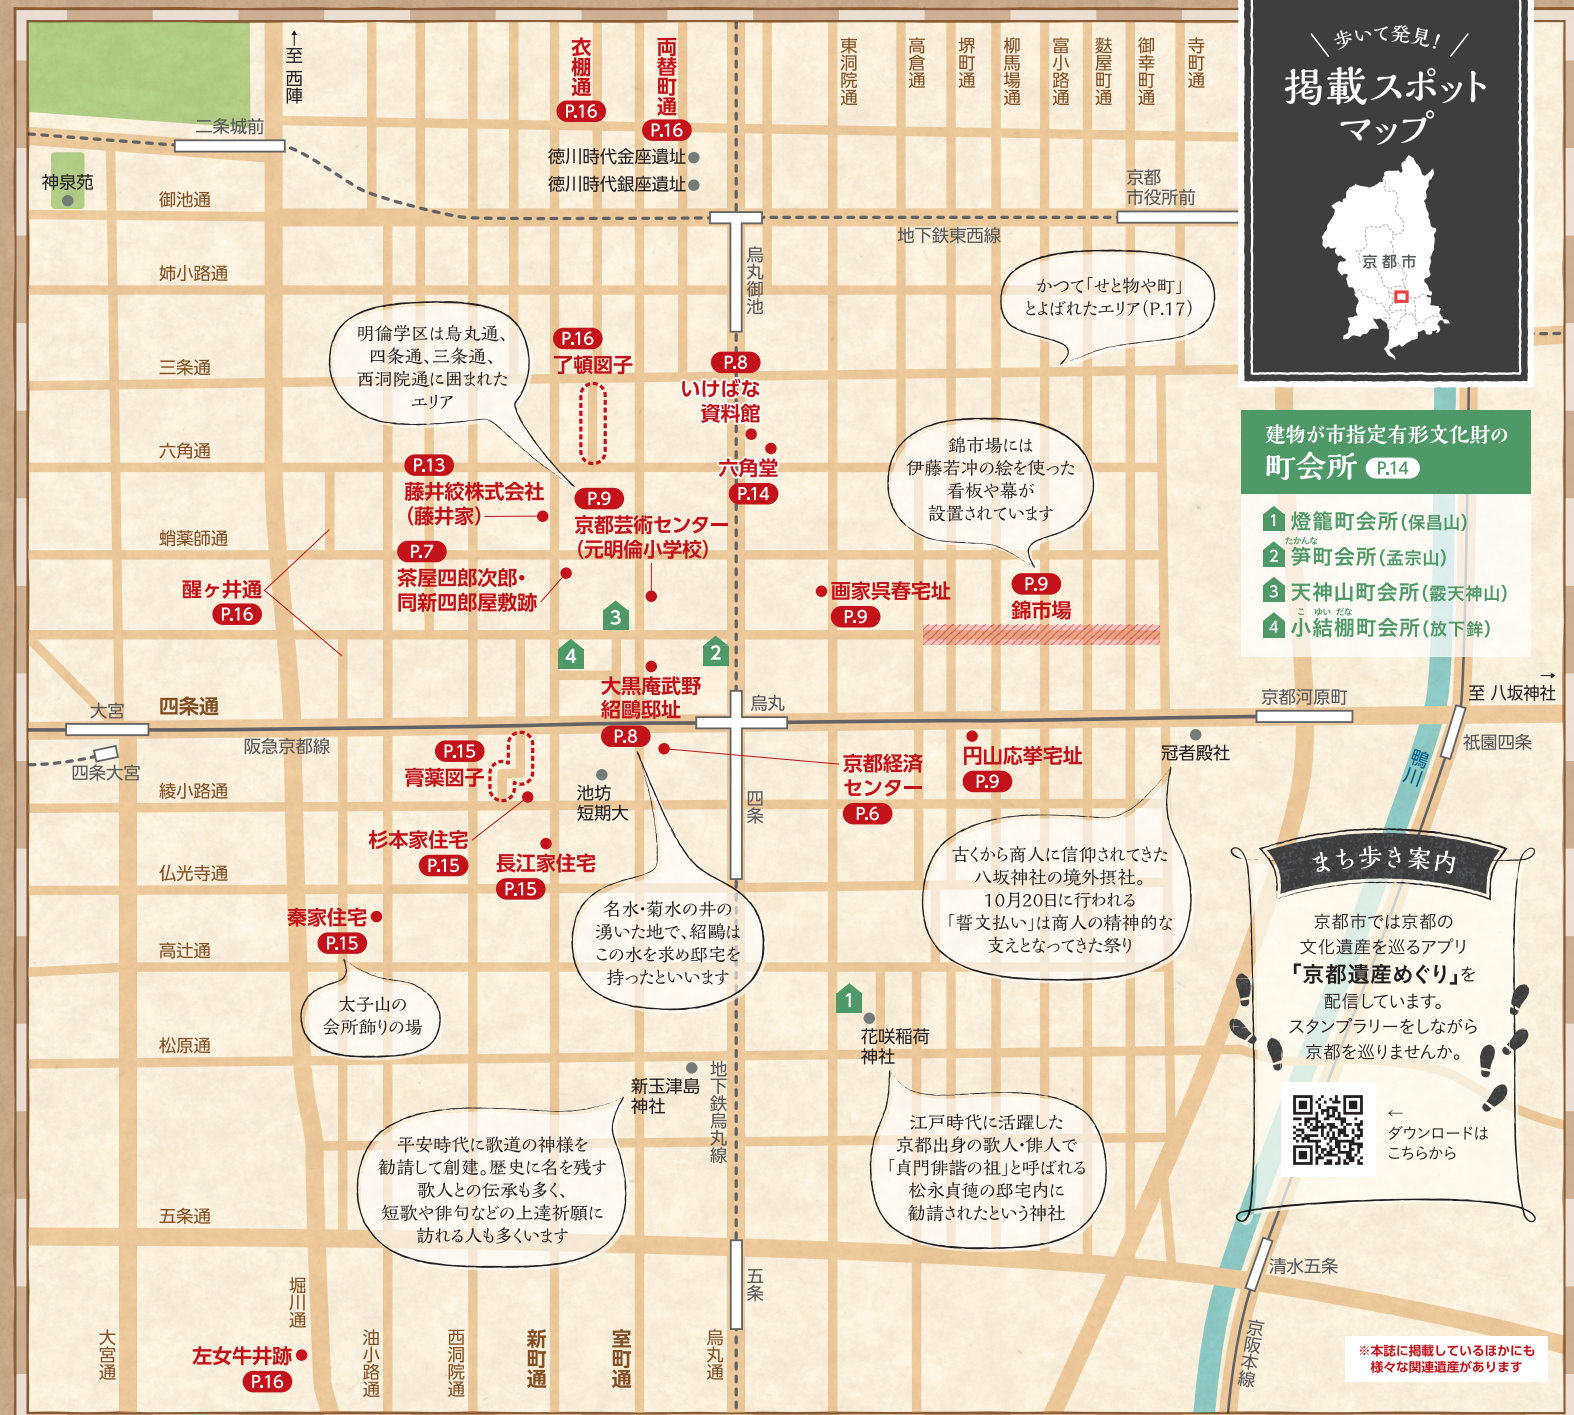 歩いて発見!
掲載スポット
マップ
京都市
↑至 西陣
衣棚通
P.16
両替町通
P.16
徳川時代金座遺址
徳川時代銀座遺址
東洞院通
高倉通
堺町通
柳馬場通
富小路通
麩屋町通
御幸町通
寺町通
二条城前
神泉苑
御池通
京都
市役所前
地下鉄東西線
烏丸御池
姉小路通
かつて「せと物や町」
とよばれたエリア(P.17)
明倫学区は烏丸通、
四条通、三条通、
西洞院通に囲まれた
エリア
P.16
了頓図子
P.8
いけばな
資料館
三条通
六角通
P.13
藤井絞株式会社
(藤井家)
P.9
京都芸術センター
(元明倫小学校)
六角堂
P.14
錦市場には
伊藤若冲の絵を使った
看板や幕が
設置されています
建物が市指定有形文化財の
町会所 P.14
1 燈籠町会所(保昌山)
たかんな
2 笋町会所(孟宗山)
3 天神山町会所(霰天神山)
こ ゆい だな
4 小結棚町会所(放下鉾)
蛸薬師通
P.7
茶屋四郎次郎・
同新四郎屋敷跡
醒ヶ井通
P.16
画家呉春宅址
P.9
P.9
錦市場
3
4
2
大黒庵武野
紹鷗邸址
P.8
大宮
四条通
烏丸
京都河原町
→
至 八坂神社
阪急京都線
四条大宮
P.15
膏薬図子
池坊
短期大
四条
京都経済
センター
P.6
円山応挙宅址
P.9
冠者殿社
鴨川
祇園四条
綾小路通
杉本家住宅
P.15
長江家住宅
P.15
仏光寺通
秦家住宅
P.15
太子山の
会所飾りの場
名水・菊水の井の
湧いた地で、紹鷗は
この水を求め邸宅を
持ったといいます
古くから商人に信仰されてきた
八坂神社の境外摂社。
10月20日に行われる
「誓文払い」は商人の精神的な
支えとなってきた祭り
まち歩き案内
京都市では京都の
文化遺産を巡るアプリ
「京都遺産めぐり」を
配信しています。
スタンプラリーをしながら
京都を巡りませんか。
←
ダウンロードは
こちらから
高辻通
1
花咲稲荷
神社
松原通
新玉津島
神社
地下鉄烏丸線
平安時代に歌道の神様を
勧請して創建。歴史に名を残す
歌人との伝承も多く、
短歌や俳句などの上達祈願に
訪れる人も多くいます
江戸時代に活躍した
京都出身の歌人・俳人で
「貞門俳諧の祖」と呼ばれる
松永貞徳の邸宅内に
勧請されたという神社
五条通
五条
清水五条
京阪本線
大宮通
堀川通
左女牛井跡
P.16
油小路通
西洞院通
新町通
室町通
烏丸通
※本誌に掲載しているほかにも
様々な関連遺産があります